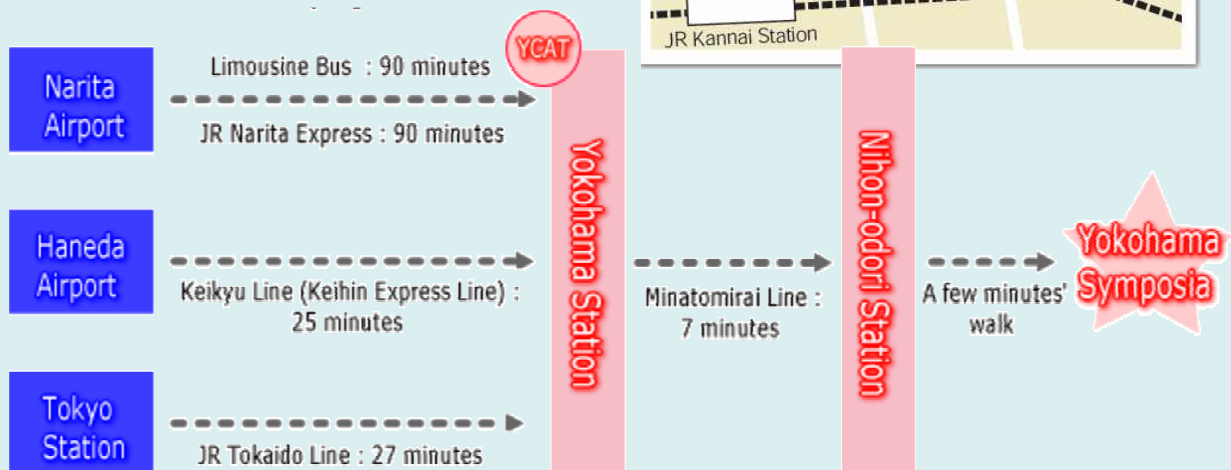 JR Kannai Station
YCAT
Narita
Airport
Limousine Bus : 90 minutes
JR Narita Express : 90 minutes
Haneda
Airport
Keikyu Line (Keihin Express Line) :
25 minutes
Tokyo
Station
JR Tokaido Line : 27 minutes
Yokohama Station
Minatomirai Line :
7 minutes
Nihon-odori Station
A few minutes'
walk
Yokohama
Symposia